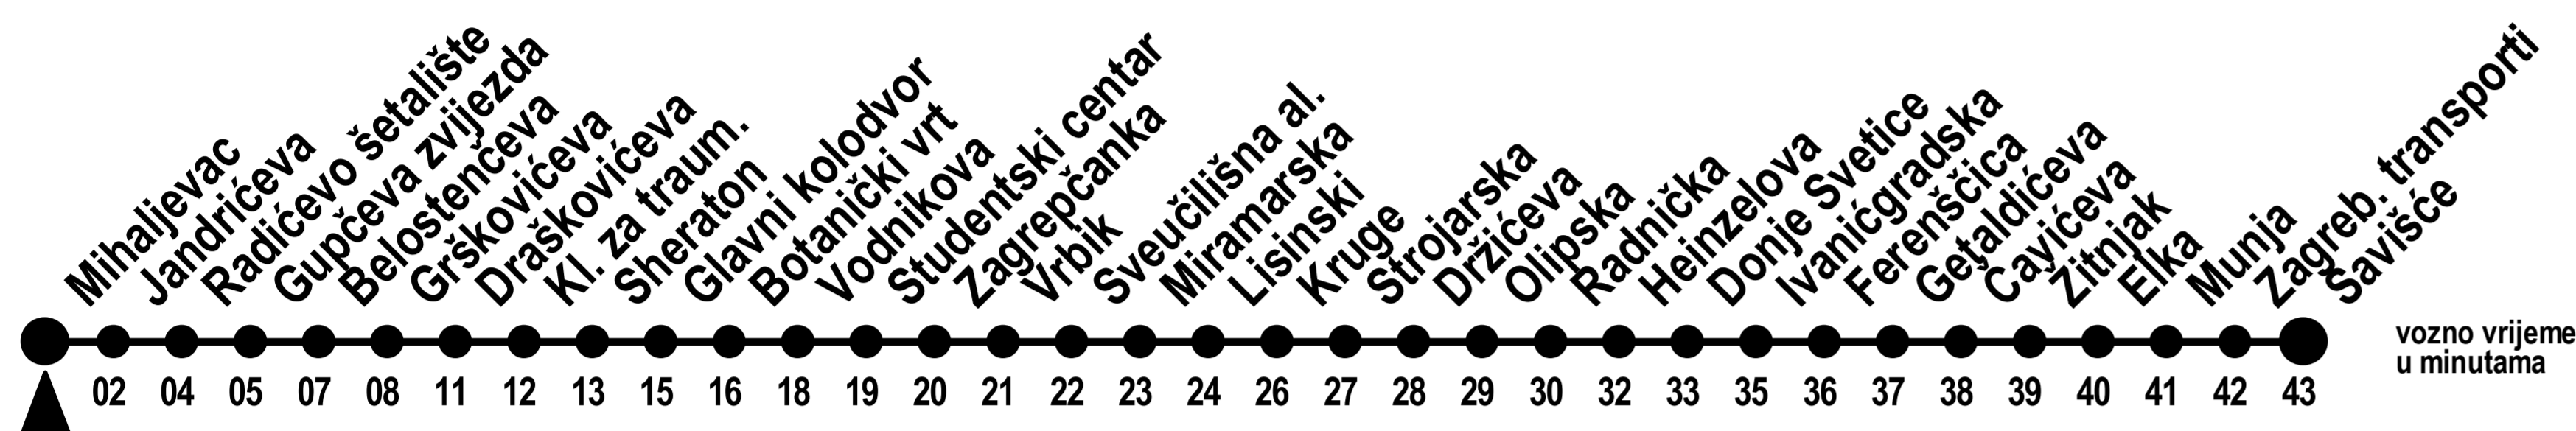 Mihaljevac
Jandrićeva
Radićevo šetalište
Gupčeva zvijezda
Belostenčeva
Grškovićeva
Draškovićeva
Kl. za traum.
Sheraton
Glavni kolodvor
Botanički vrt
Vodnikova
Studentski centar
Zagrepčanka
Vrbik
Sveučilišna al.
Miramarska
Lisinski
Kruge
Strojarska
Držićeva
Olipska
Radnička
Heinzelova
Donje Svetice
Ivanićgradska
Ferenščica
Getaldićeva
Čavićeva
Žitnjak
Elka
Munja
Zagreb. transporti
Savišće
02 04 05 07 08 11 12 13 15 16 18 19 20 21 22 23 24 26 27 28 29 30 32 33 35 36 37 38 39 40 41 42 43
vozno vrijeme
u minutama